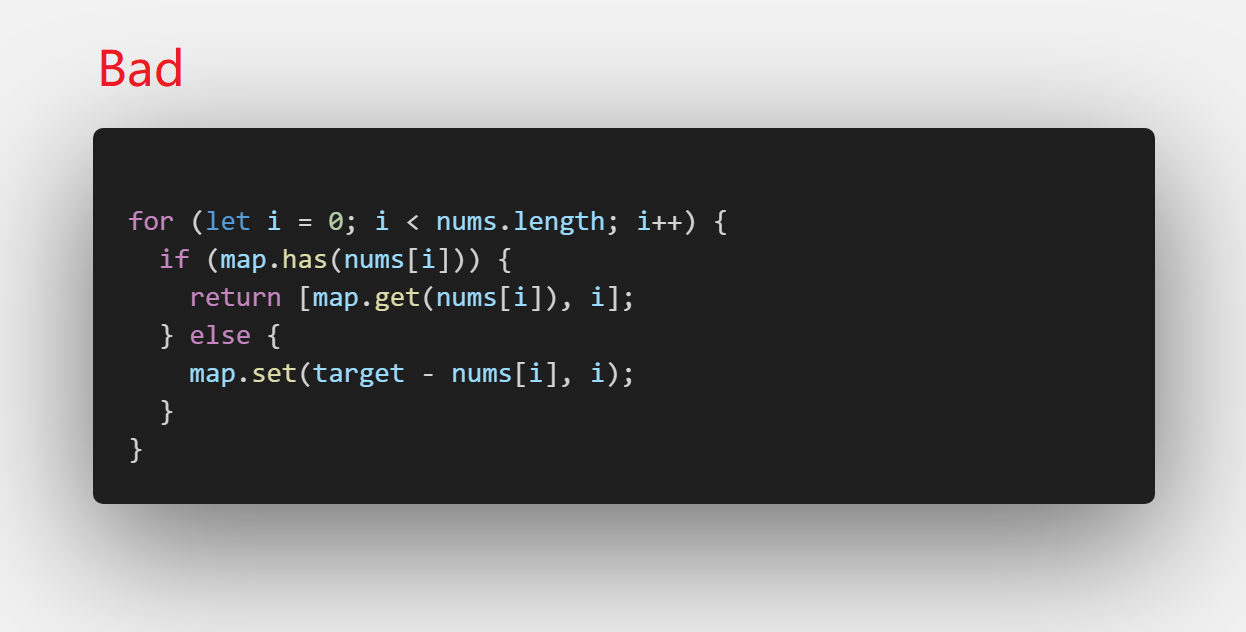 Bad
for (let i = 0; i < nums.length; i++) {
  if (map.has(nums[i])) {
    return [map.get(nums[i]), i];
  } else {
    map.set(target - nums[i], i);
  }
}